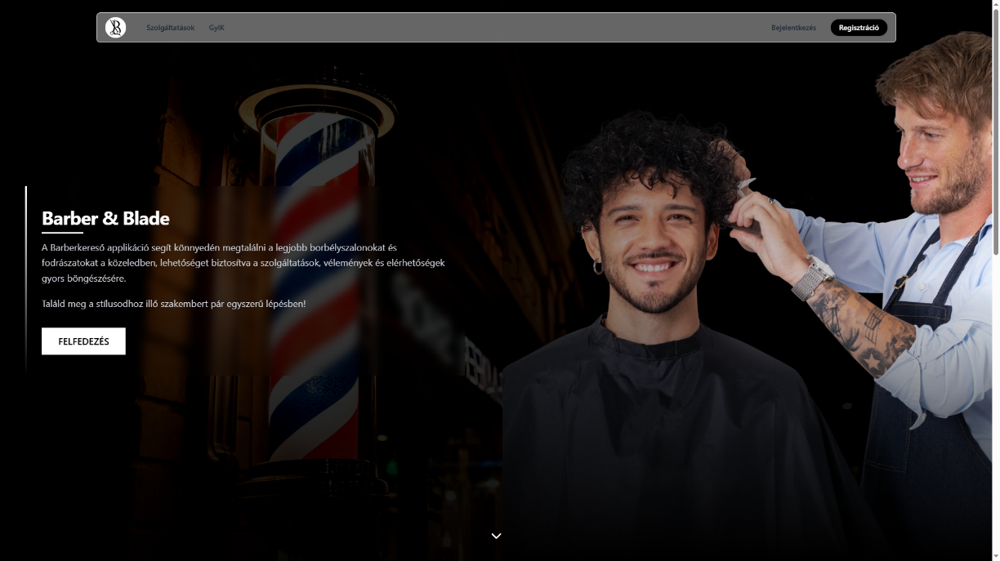 Szolgáltatások
GyIK
Bejelentkezés
Regisztráció
Barber & Blade
A Barberkereső applikáció segít könnyedén megtalálni a legjobb borbélyszalonokat és
fodrászatokat a közeledben, lehetőséget biztosítva a szolgáltatások, vélemények és elérhetőségek
gyors böngészésére.
Találd meg a stílusodhoz illő szakembert pár egyszerű lépésben!
FELFEDEZÉS